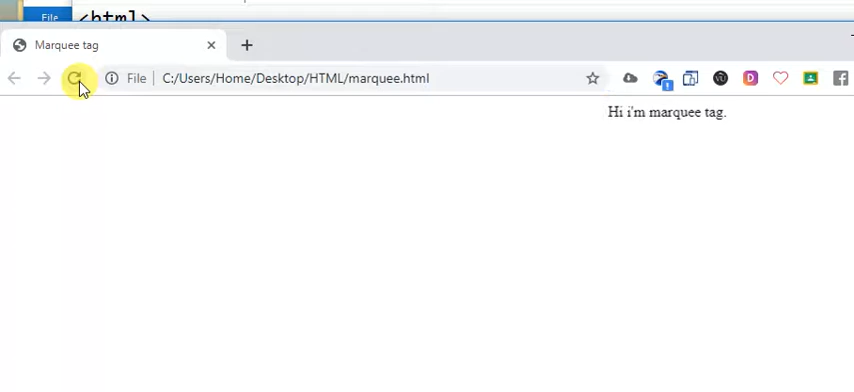 File
<html>
Marquee tag
File C:/Users/Home/Desktop/HTML/marquee.html
Hi i'm marquee tag.